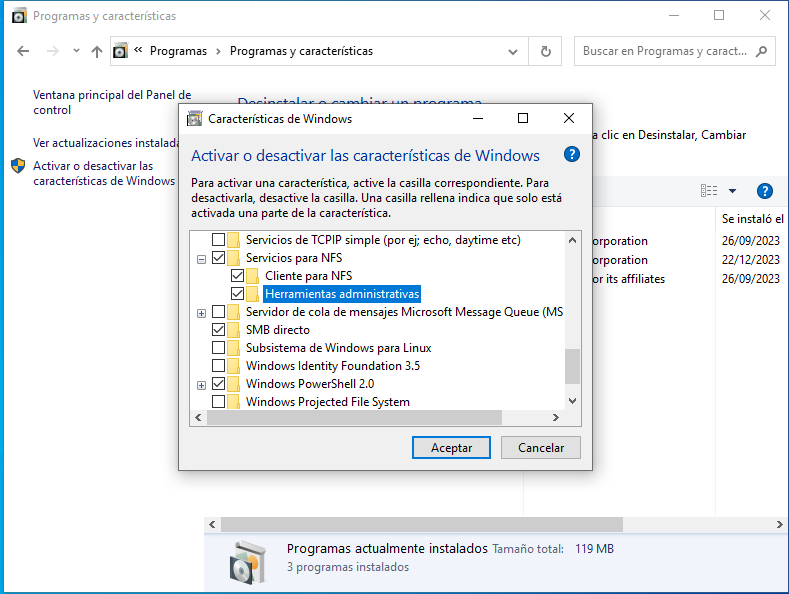 Programas y características
« Programas > Programas y características
Buscar en Programas y caract...
Ventana principal del Panel de
control
Ver actualizaciones instalada
Activar o desactivar las
características de Windows
Desinstalar o cambiar un programa
a clic en Desinstalar, Cambiar
Se instaló el
orporation 26/09/2023
orporation 22/12/2023
or its affiliates 26/09/2023
Características de Windows
Activar o desactivar las características de Windows
Para activar una característica, active la casilla correspondiente. Para
desactivarla, desactive la casilla. Una casilla rellena indica que solo está
activada una parte de la característica.
Servicios de TCPIP simple (por ej; echo, daytime etc)
Servicios para NFS
Cliente para NFS
Herramientas administrativas
Servidor de cola de mensajes Microsoft Message Queue (MS
SMB directo
Subsistema de Windows para Linux
Windows Identity Foundation 3.5
Windows PowerShell 2.0
Windows Projected File System
Aceptar Cancelar
Programas actualmente instalados Tamaño total: 119 MB
3 programas instalados